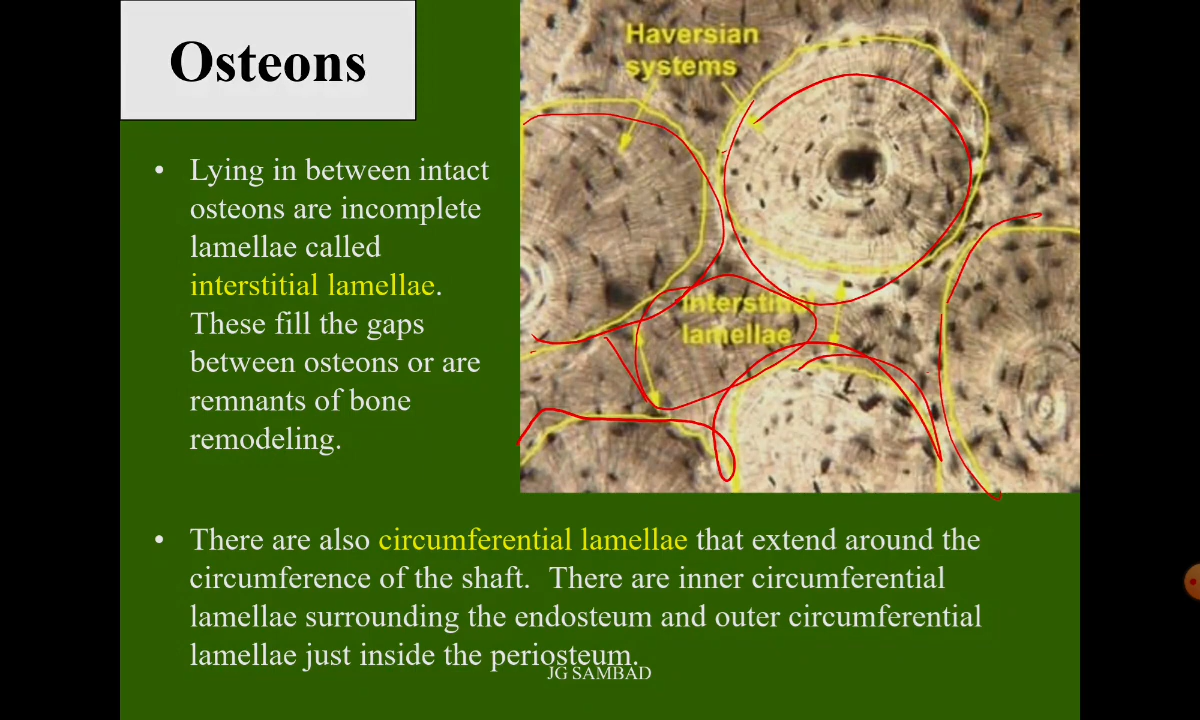 Osteons
Haversian
systems
• Lying in between intact
osteons are incomplete
lamellae called
interstitial lamellae.
These fill the gaps
between osteons or are
remnants of bone
remodeling.
Interstitial
lamellae
• There are also circumferential lamellae that extend around the
circumference of the shaft.  There are inner circumferential
lamellae surrounding the endosteum and outer circumferential
lamellae just inside the periosteum.
JG SAMBAD